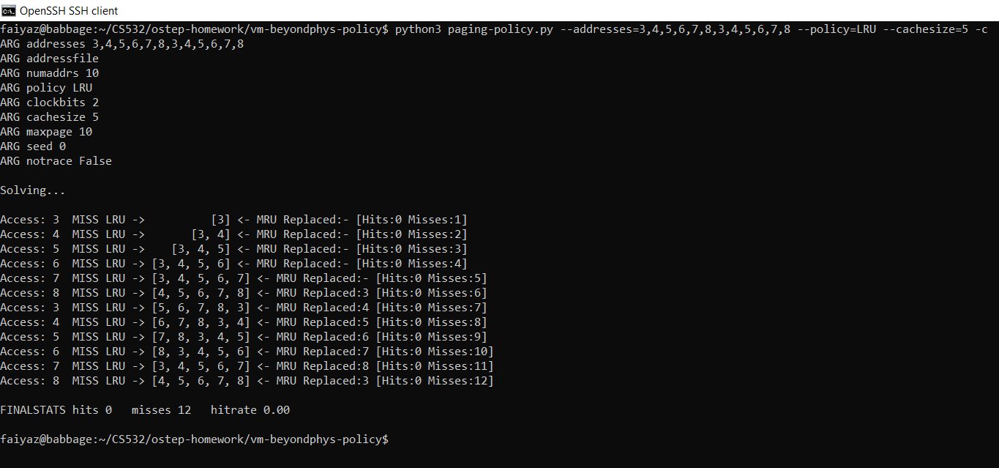 OpenSSH SSH client
faiyaz@babbage:~/CS532/ostep-homework/vm-beyondphys-policy$ python3 paging-policy.py --addresses=3,4,5,6,7,8,3,4,5,6,7,8 --policy=LRU --cachesize=5 -c
ARG addresses 3,4,5,6,7,8,3,4,5,6,7,8
ARG addressfile
ARG numaddrs 10
ARG policy LRU
ARG clockbits 2
ARG cachesize 5
ARG maxpage 10
ARG seed 0
ARG notrace False
Solving...
Access: 3  MISS LRU ->          [3] <- MRU Replaced:- [Hits:0 Misses:1]
Access: 4  MISS LRU ->       [3, 4] <- MRU Replaced:- [Hits:0 Misses:2]
Access: 5  MISS LRU ->    [3, 4, 5] <- MRU Replaced:- [Hits:0 Misses:3]
Access: 6  MISS LRU -> [3, 4, 5, 6] <- MRU Replaced:- [Hits:0 Misses:4]
Access: 7  MISS LRU -> [3, 4, 5, 6, 7] <- MRU Replaced:- [Hits:0 Misses:5]
Access: 8  MISS LRU -> [4, 5, 6, 7, 8] <- MRU Replaced:3 [Hits:0 Misses:6]
Access: 3  MISS LRU -> [5, 6, 7, 8, 3] <- MRU Replaced:4 [Hits:0 Misses:7]
Access: 4  MISS LRU -> [6, 7, 8, 3, 4] <- MRU Replaced:5 [Hits:0 Misses:8]
Access: 5  MISS LRU -> [7, 8, 3, 4, 5] <- MRU Replaced:6 [Hits:0 Misses:9]
Access: 6  MISS LRU -> [8, 3, 4, 5, 6] <- MRU Replaced:7 [Hits:0 Misses:10]
Access: 7  MISS LRU -> [3, 4, 5, 6, 7] <- MRU Replaced:8 [Hits:0 Misses:11]
Access: 8  MISS LRU -> [4, 5, 6, 7, 8] <- MRU Replaced:3 [Hits:0 Misses:12]
FINALSTATS hits 0   misses 12   hitrate 0.00
faiyaz@babbage:~/CS532/ostep-homework/vm-beyondphys-policy$